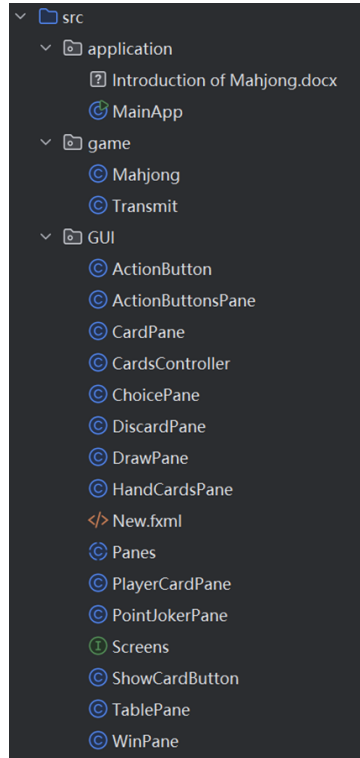 src
application
Introduction of Mahjong.docx
MainApp
game
Mahjong
Transmit
GUI
ActionButton
ActionButtonsPane
CardPane
CardsController
ChoicePane
DiscardPane
DrawPane
HandCardsPane
New.fxml
Panes
PlayerCardPane
PointJokerPane
Screens
ShowCardButton
TablePane
WinPane